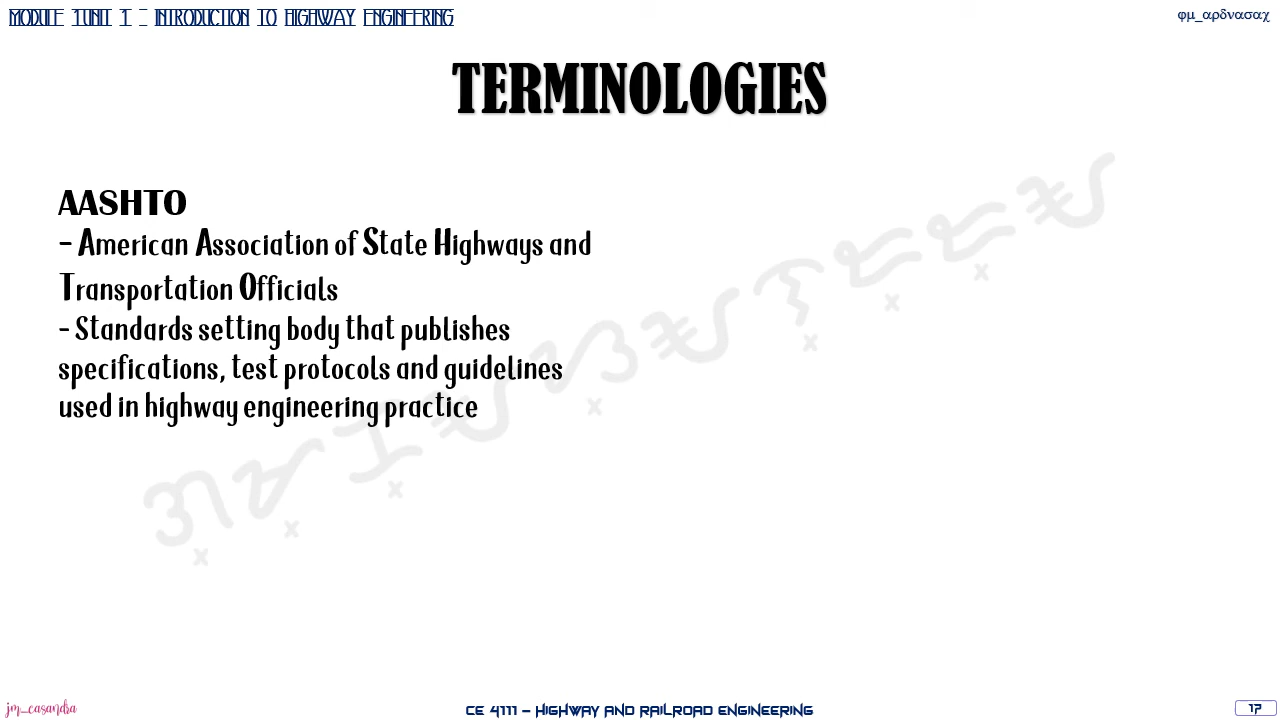 MODULE 1UNIT 1 - INTRODUCTION TO HIGHWAY ENGINEERING
φμ_αρδνασαχ
TERMINOLOGIES
AASHTO
- American Association of State Highways and
Transportation Officials
- Standards setting body that publishes
specifications, test protocols and guidelines
used in highway engineering practice
jm_casandra
CE 4111 – HIGHWAY AND RAILROAD ENGINEERING
17